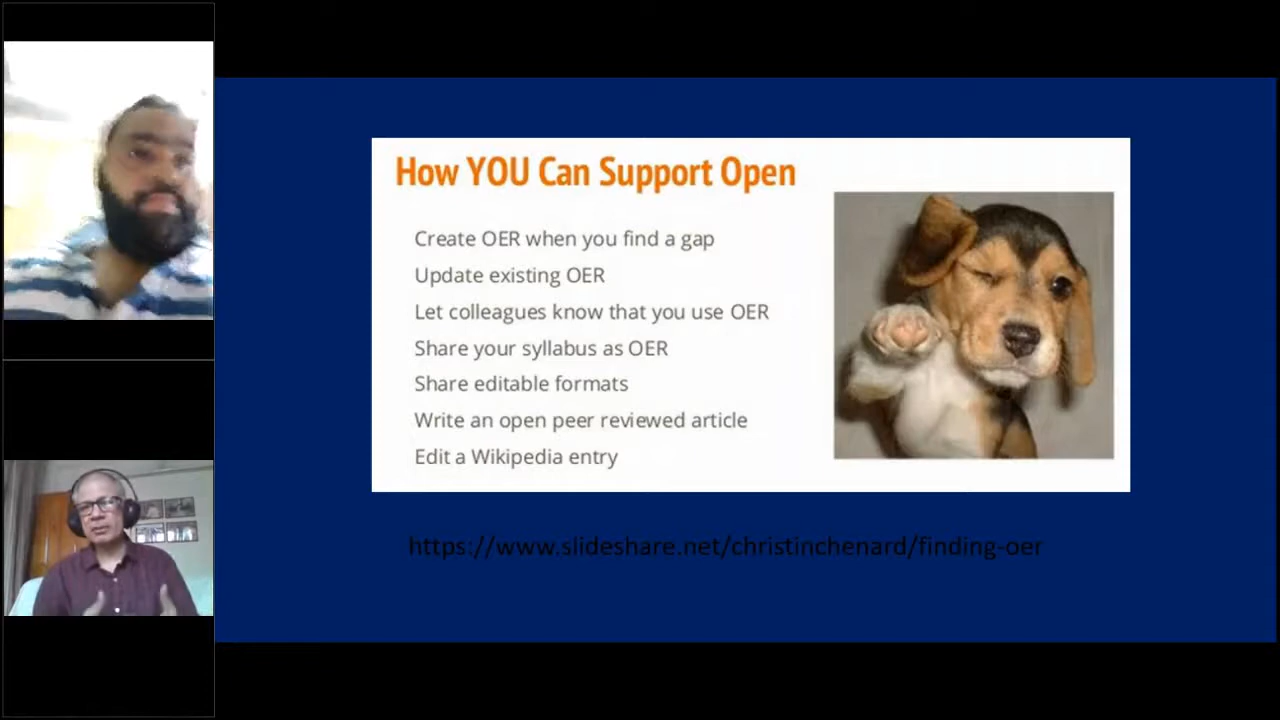 How YOU Can Support Open
Create OER when you find a gap
Update existing OER
Let colleagues know that you use OER
Share your syllabus as OER
Share editable formats
Write an open peer reviewed article
Edit a Wikipedia entry
https://www.slideshare.net/christinchenard/finding-oer